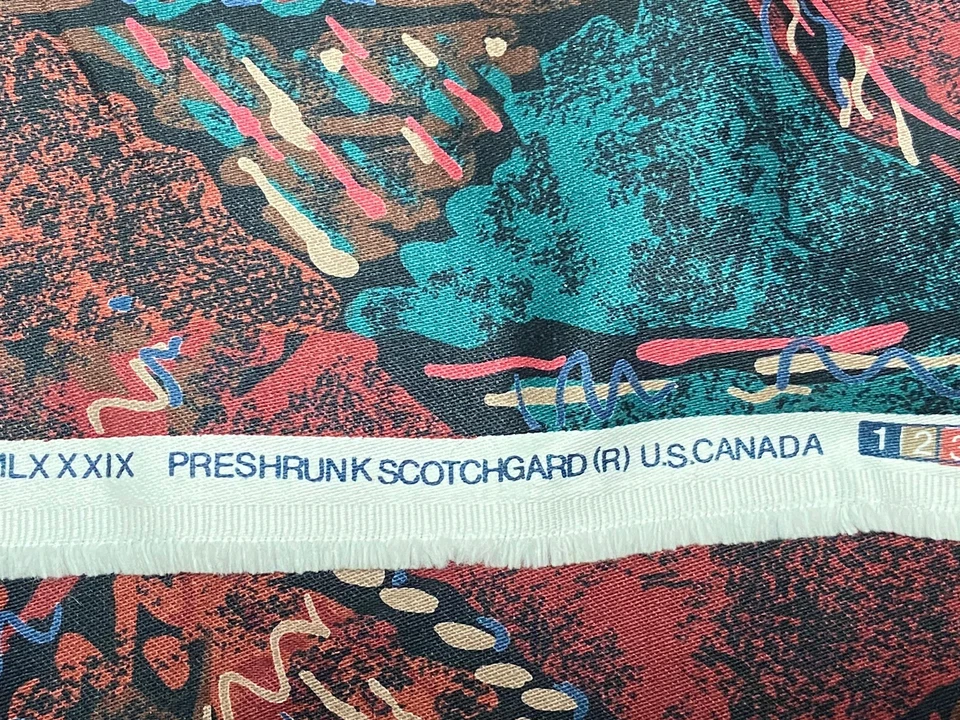 MLXXXIX PRESHRUNK SCOTCHGARD (R) U.S.CANADA 1 2 3